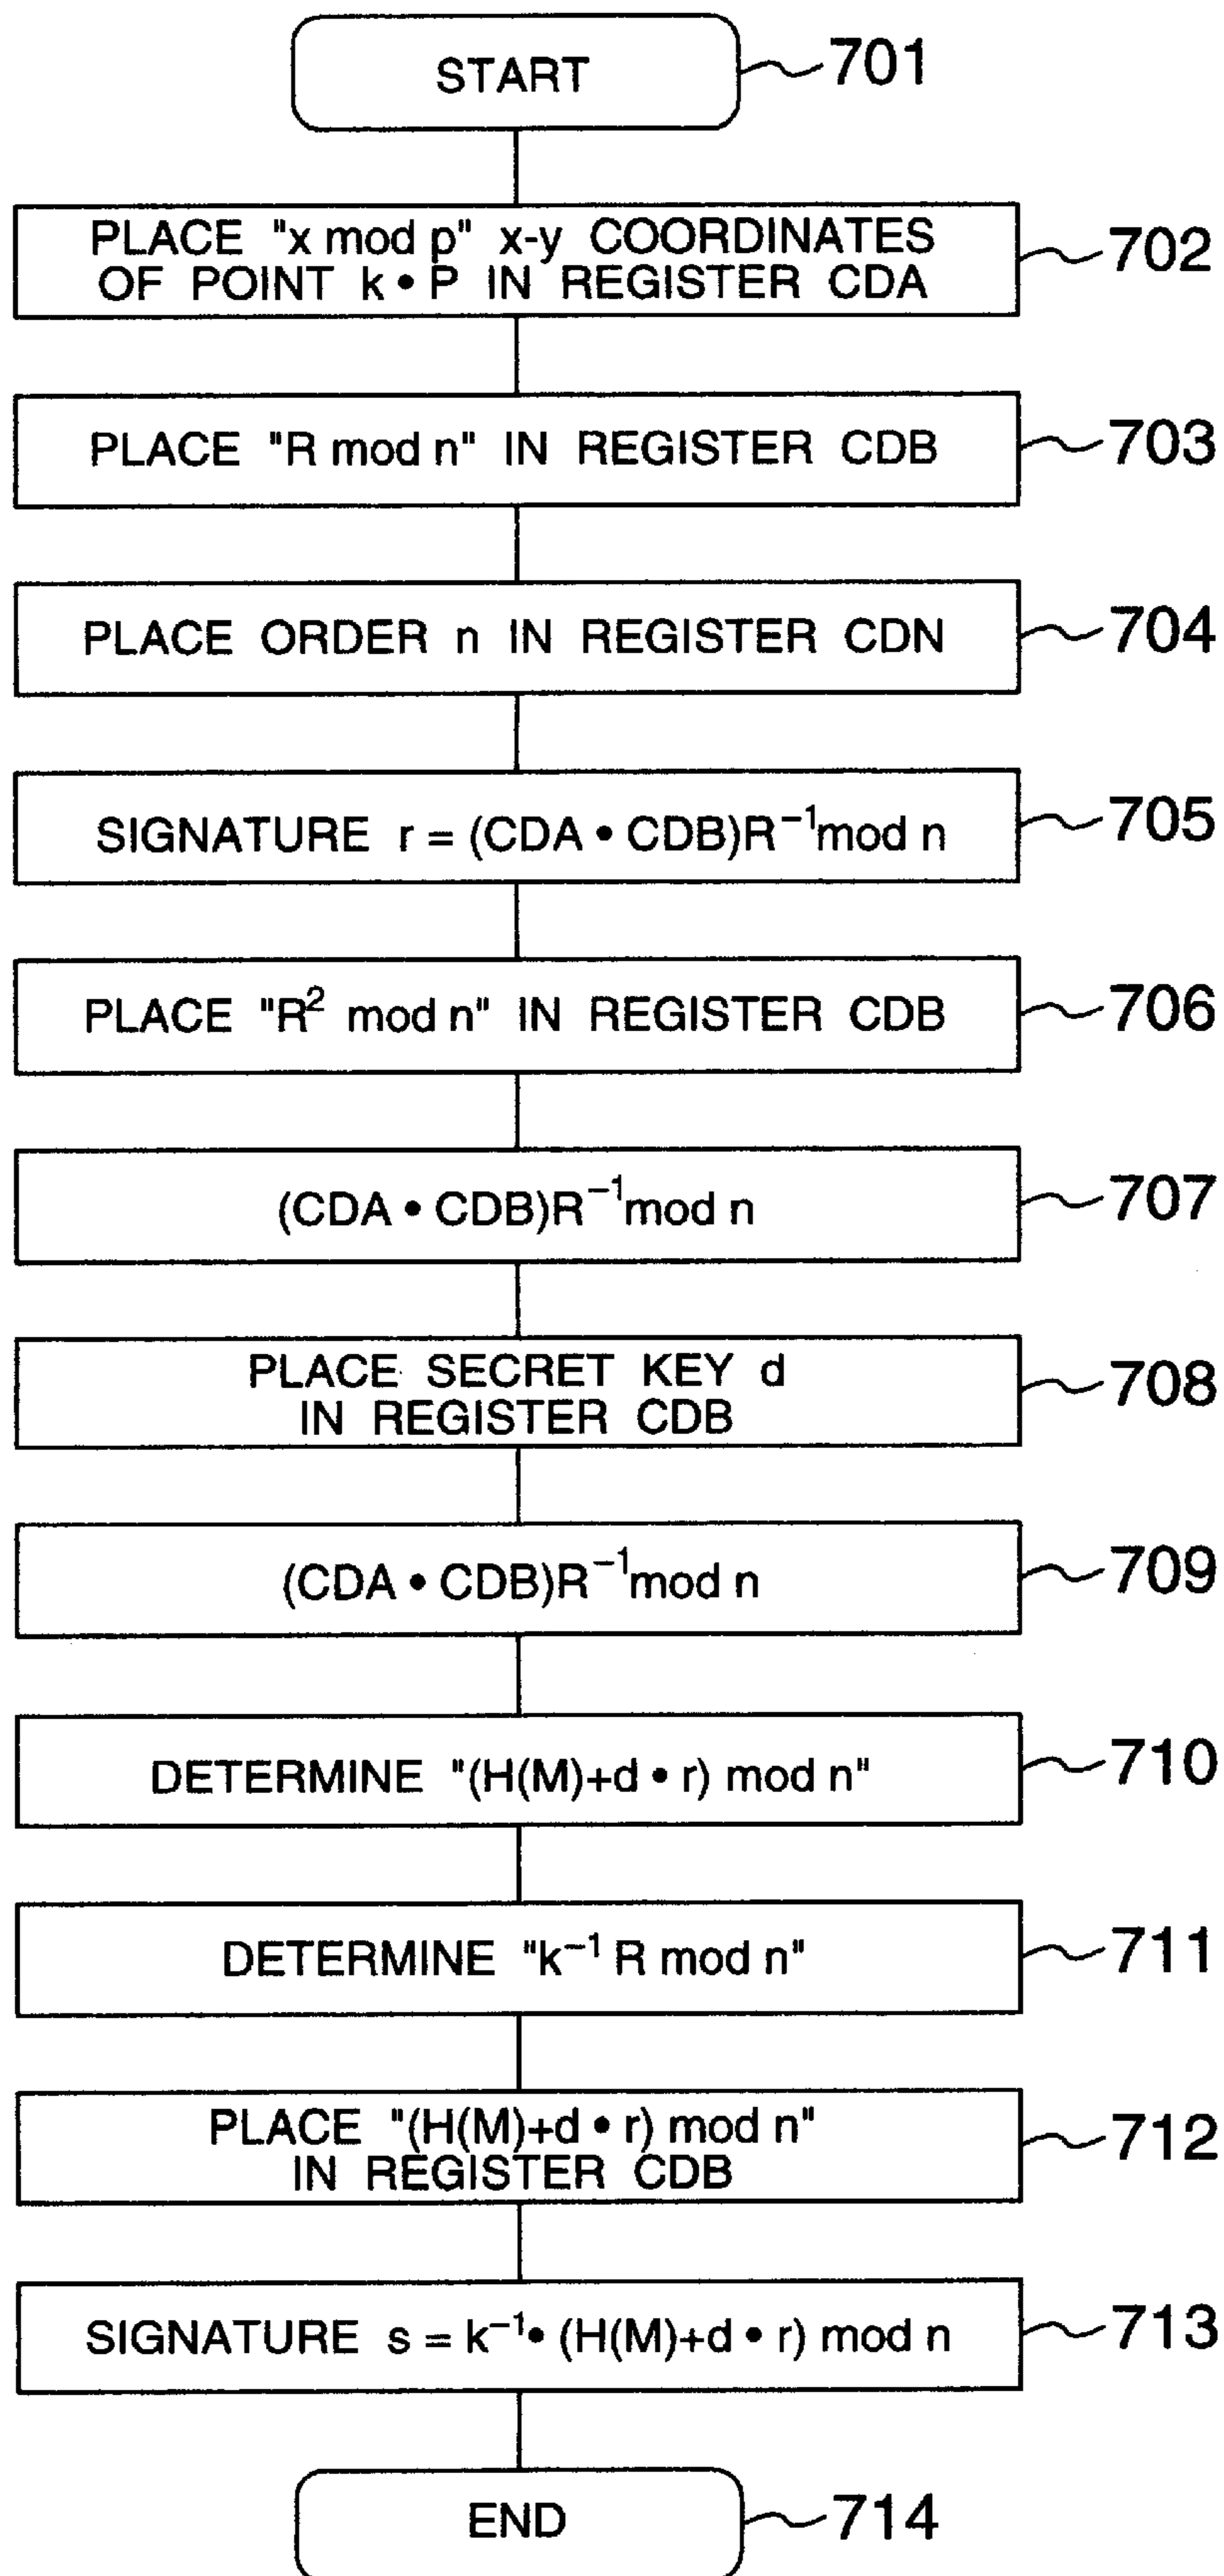 START
701
PLACE "x mod p" x-y COORDINATES
OF POINT k • P IN REGISTER CDA
702
PLACE "R mod n" IN REGISTER CDB
703
PLACE ORDER n IN REGISTER CDN
704
SIGNATURE r = (CDA • CDB)R⁻¹mod n
705
PLACE "R² mod n" IN REGISTER CDB
706
(CDA • CDB)R⁻¹mod n
707
PLACE SECRET KEY d
IN REGISTER CDB
708
(CDA • CDB)R⁻¹mod n
709
DETERMINE "(H(M)+d • r) mod n"
710
DETERMINE "k⁻¹ R mod n"
711
PLACE "(H(M)+d • r) mod n"
IN REGISTER CDB
712
SIGNATURE s = k⁻¹• (H(M)+d • r) mod n
713
END
714